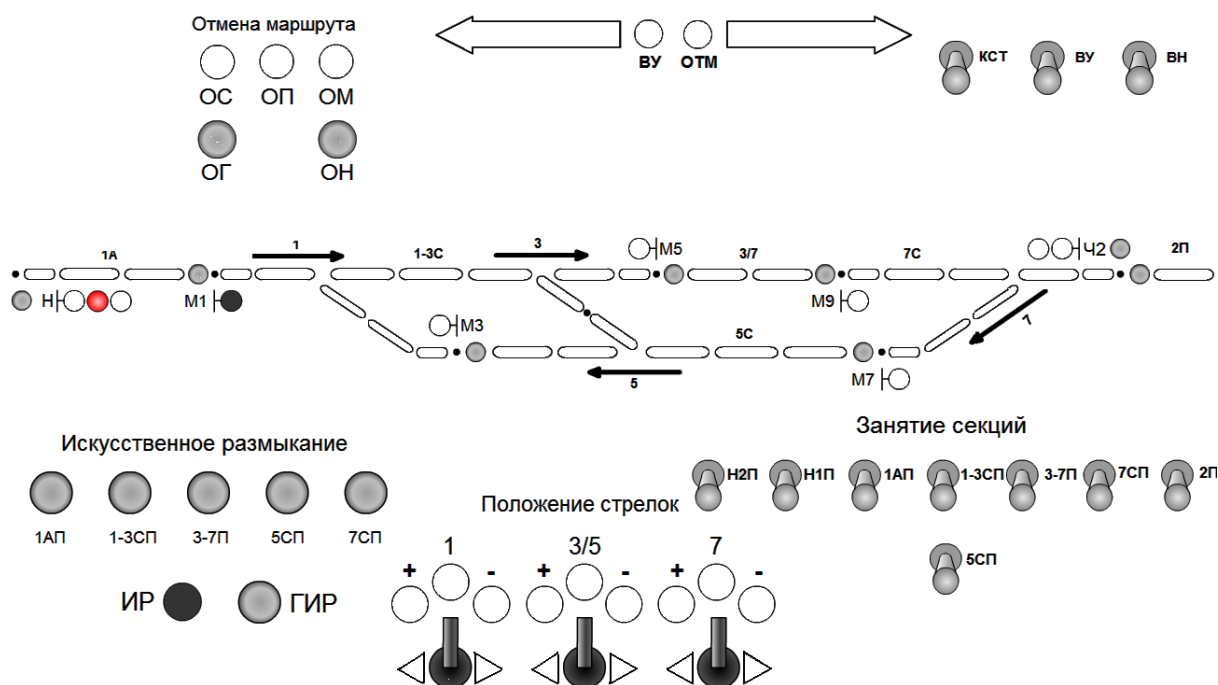 Отмена маршрута
ОС ОП ОМ
ОГ ОН
ВУ ОТМ
КСТ ВУ ВН
1А 1 1-3С 3 М5 3/7 7С Ч2 2П
Н М1 М3 М9
5С 7
5 М7
Искусственное размыкание
1АП 1-3СП 3-7П 5СП 7СП
ИР ГИР
Положение стрелок
1 3/5 7
+ - + - + -
Занятие секций
Н2П Н1П 1АП 1-3СП 3-7П 7СП 2П
5СП